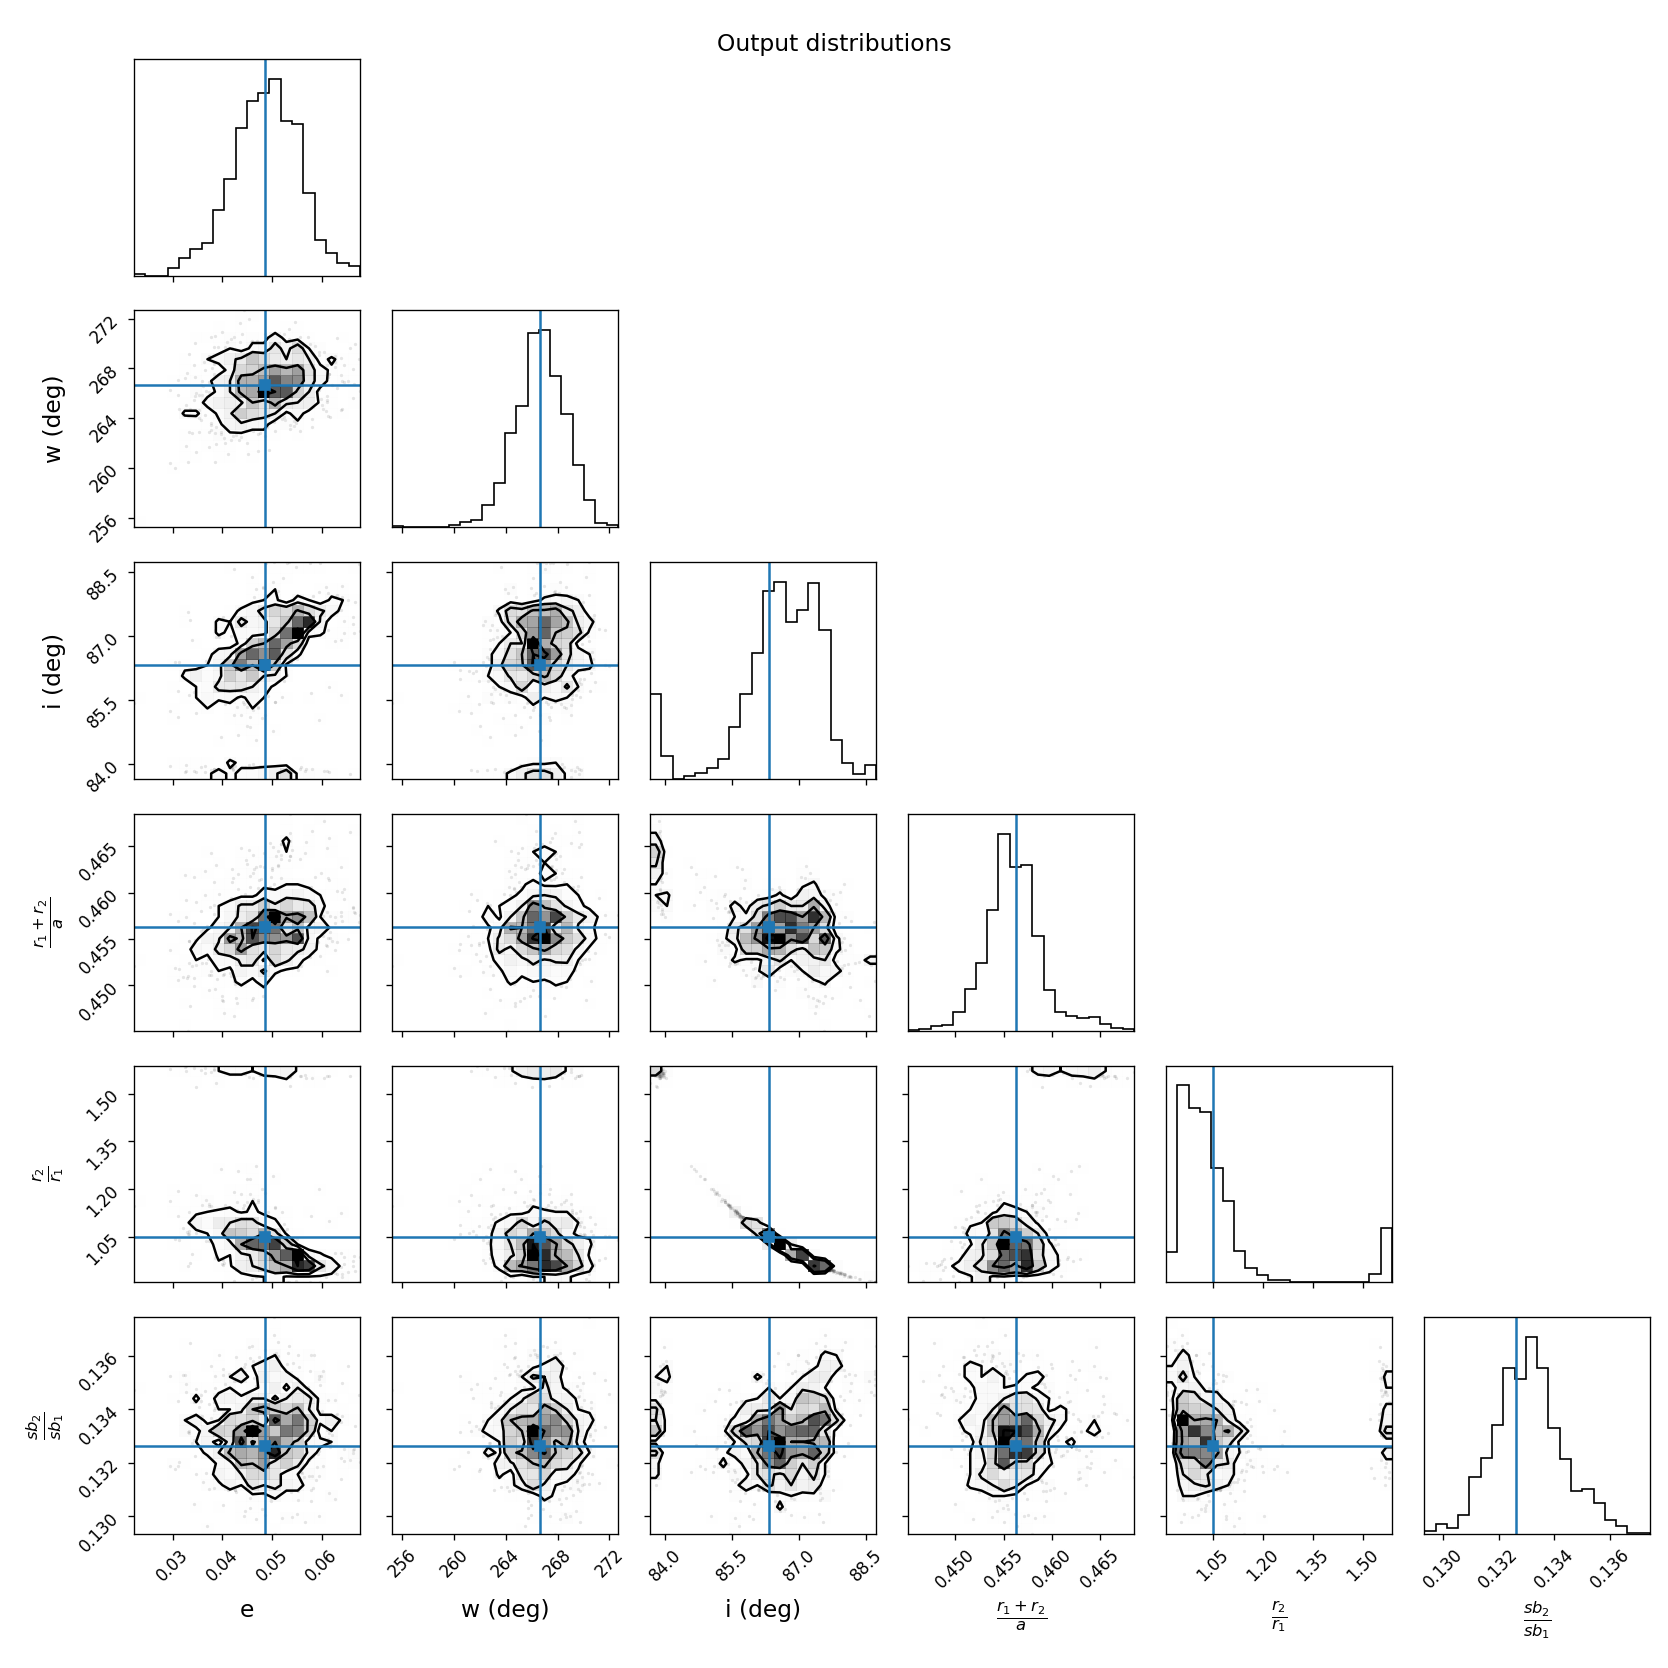 Output distributions
w (deg)
272
268
264
260
256
i (deg)
88.5
87.0
85.5
84.0
r₁ + r₂
a
0.465
0.460
0.455
0.450
r₂
r₁
1.50
1.35
1.20
1.05
sb₂
sb₁
0.136
0.134
0.132
0.130
0.03 0.04 0.05 0.06
256 260 264 268 272
84.0 85.5 87.0 88.5
0.450 0.455 0.460 0.465
1.05 1.20 1.35 1.50
0.130 0.132 0.134 0.136
e
w (deg)
i (deg)
r₁ + r₂
a
r₂
r₁
sb₂
sb₁